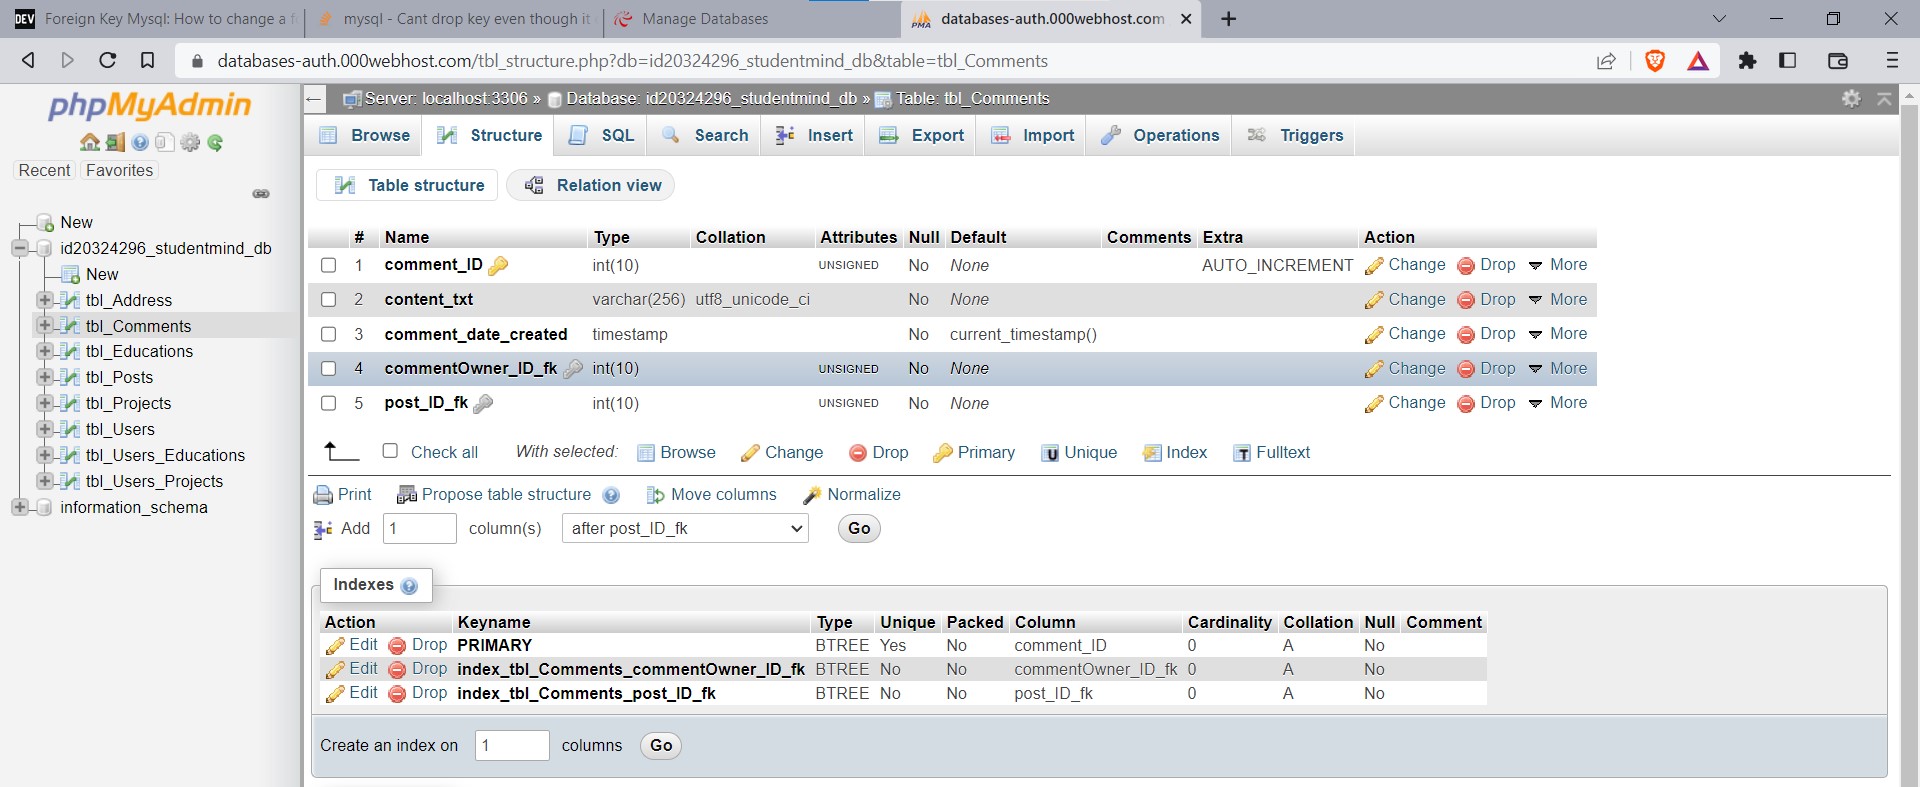 DEV Foreign Key Mysql: How to change a f
mysql - Cant drop key even though it
Manage Databases
PMA databases-auth.000webhost.com
databases-auth.000webhost.com/tbl_structure.php?db=id20324296_studentmind_db&table=tbl_Comments
phpMyAdmin
Recent Favorites
New
id20324296_studentmind_db
New
tbl_Address
tbl_Comments
tbl_Educations
tbl_Posts
tbl_Projects
tbl_Users
tbl_Users_Educations
tbl_Users_Projects
information_schema
Server: localhost:3306 » Database: id20324296_studentmind_db » Table: tbl_Comments
Browse Structure SQL Search Insert Export Import Operations Triggers
Table structure Relation view
# Name Type Collation Attributes Null Default Comments Extra Action
1 comment_ID int(10) UNSIGNED No None AUTO_INCREMENT Change Drop More
2 content_txt varchar(256) utf8_unicode_ci No None Change Drop More
3 comment_date_created timestamp No current_timestamp() Change Drop More
4 commentOwner_ID_fk int(10) UNSIGNED No None Change Drop More
5 post_ID_fk int(10) UNSIGNED No None Change Drop More
Check all With selected: Browse Change Drop Primary U Unique Index T Fulltext
Print Propose table structure Move columns Normalize
Add 1 column(s) after post_ID_fk Go
Indexes
Action Keyname Type Unique Packed Column Cardinality Collation Null Comment
Edit Drop PRIMARY BTREE Yes No comment_ID 0 A No
Edit Drop index_tbl_Comments_commentOwner_ID_fk BTREE No No commentOwner_ID_fk 0 A No
Edit Drop index_tbl_Comments_post_ID_fk BTREE No No post_ID_fk 0 A No
Create an index on 1 columns Go